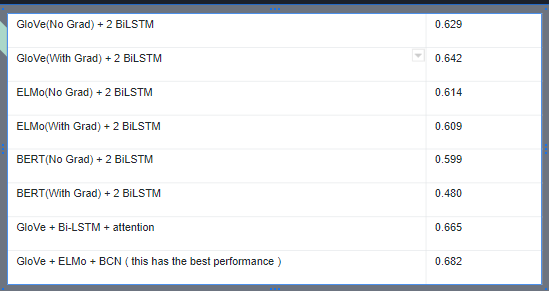 GloVe(No Grad) + 2 BiLSTM 0.629
GloVe(With Grad) + 2 BiLSTM 0.642
ELMo(No Grad) + 2 BiLSTM 0.614
ELMo(With Grad) + 2 BiLSTM 0.609
BERT(No Grad) + 2 BiLSTM 0.599
BERT(With Grad) + 2 BiLSTM 0.480
GloVe + Bi-LSTM + attention 0.665
GloVe + ELMo + BCN ( this has the best performance ) 0.682